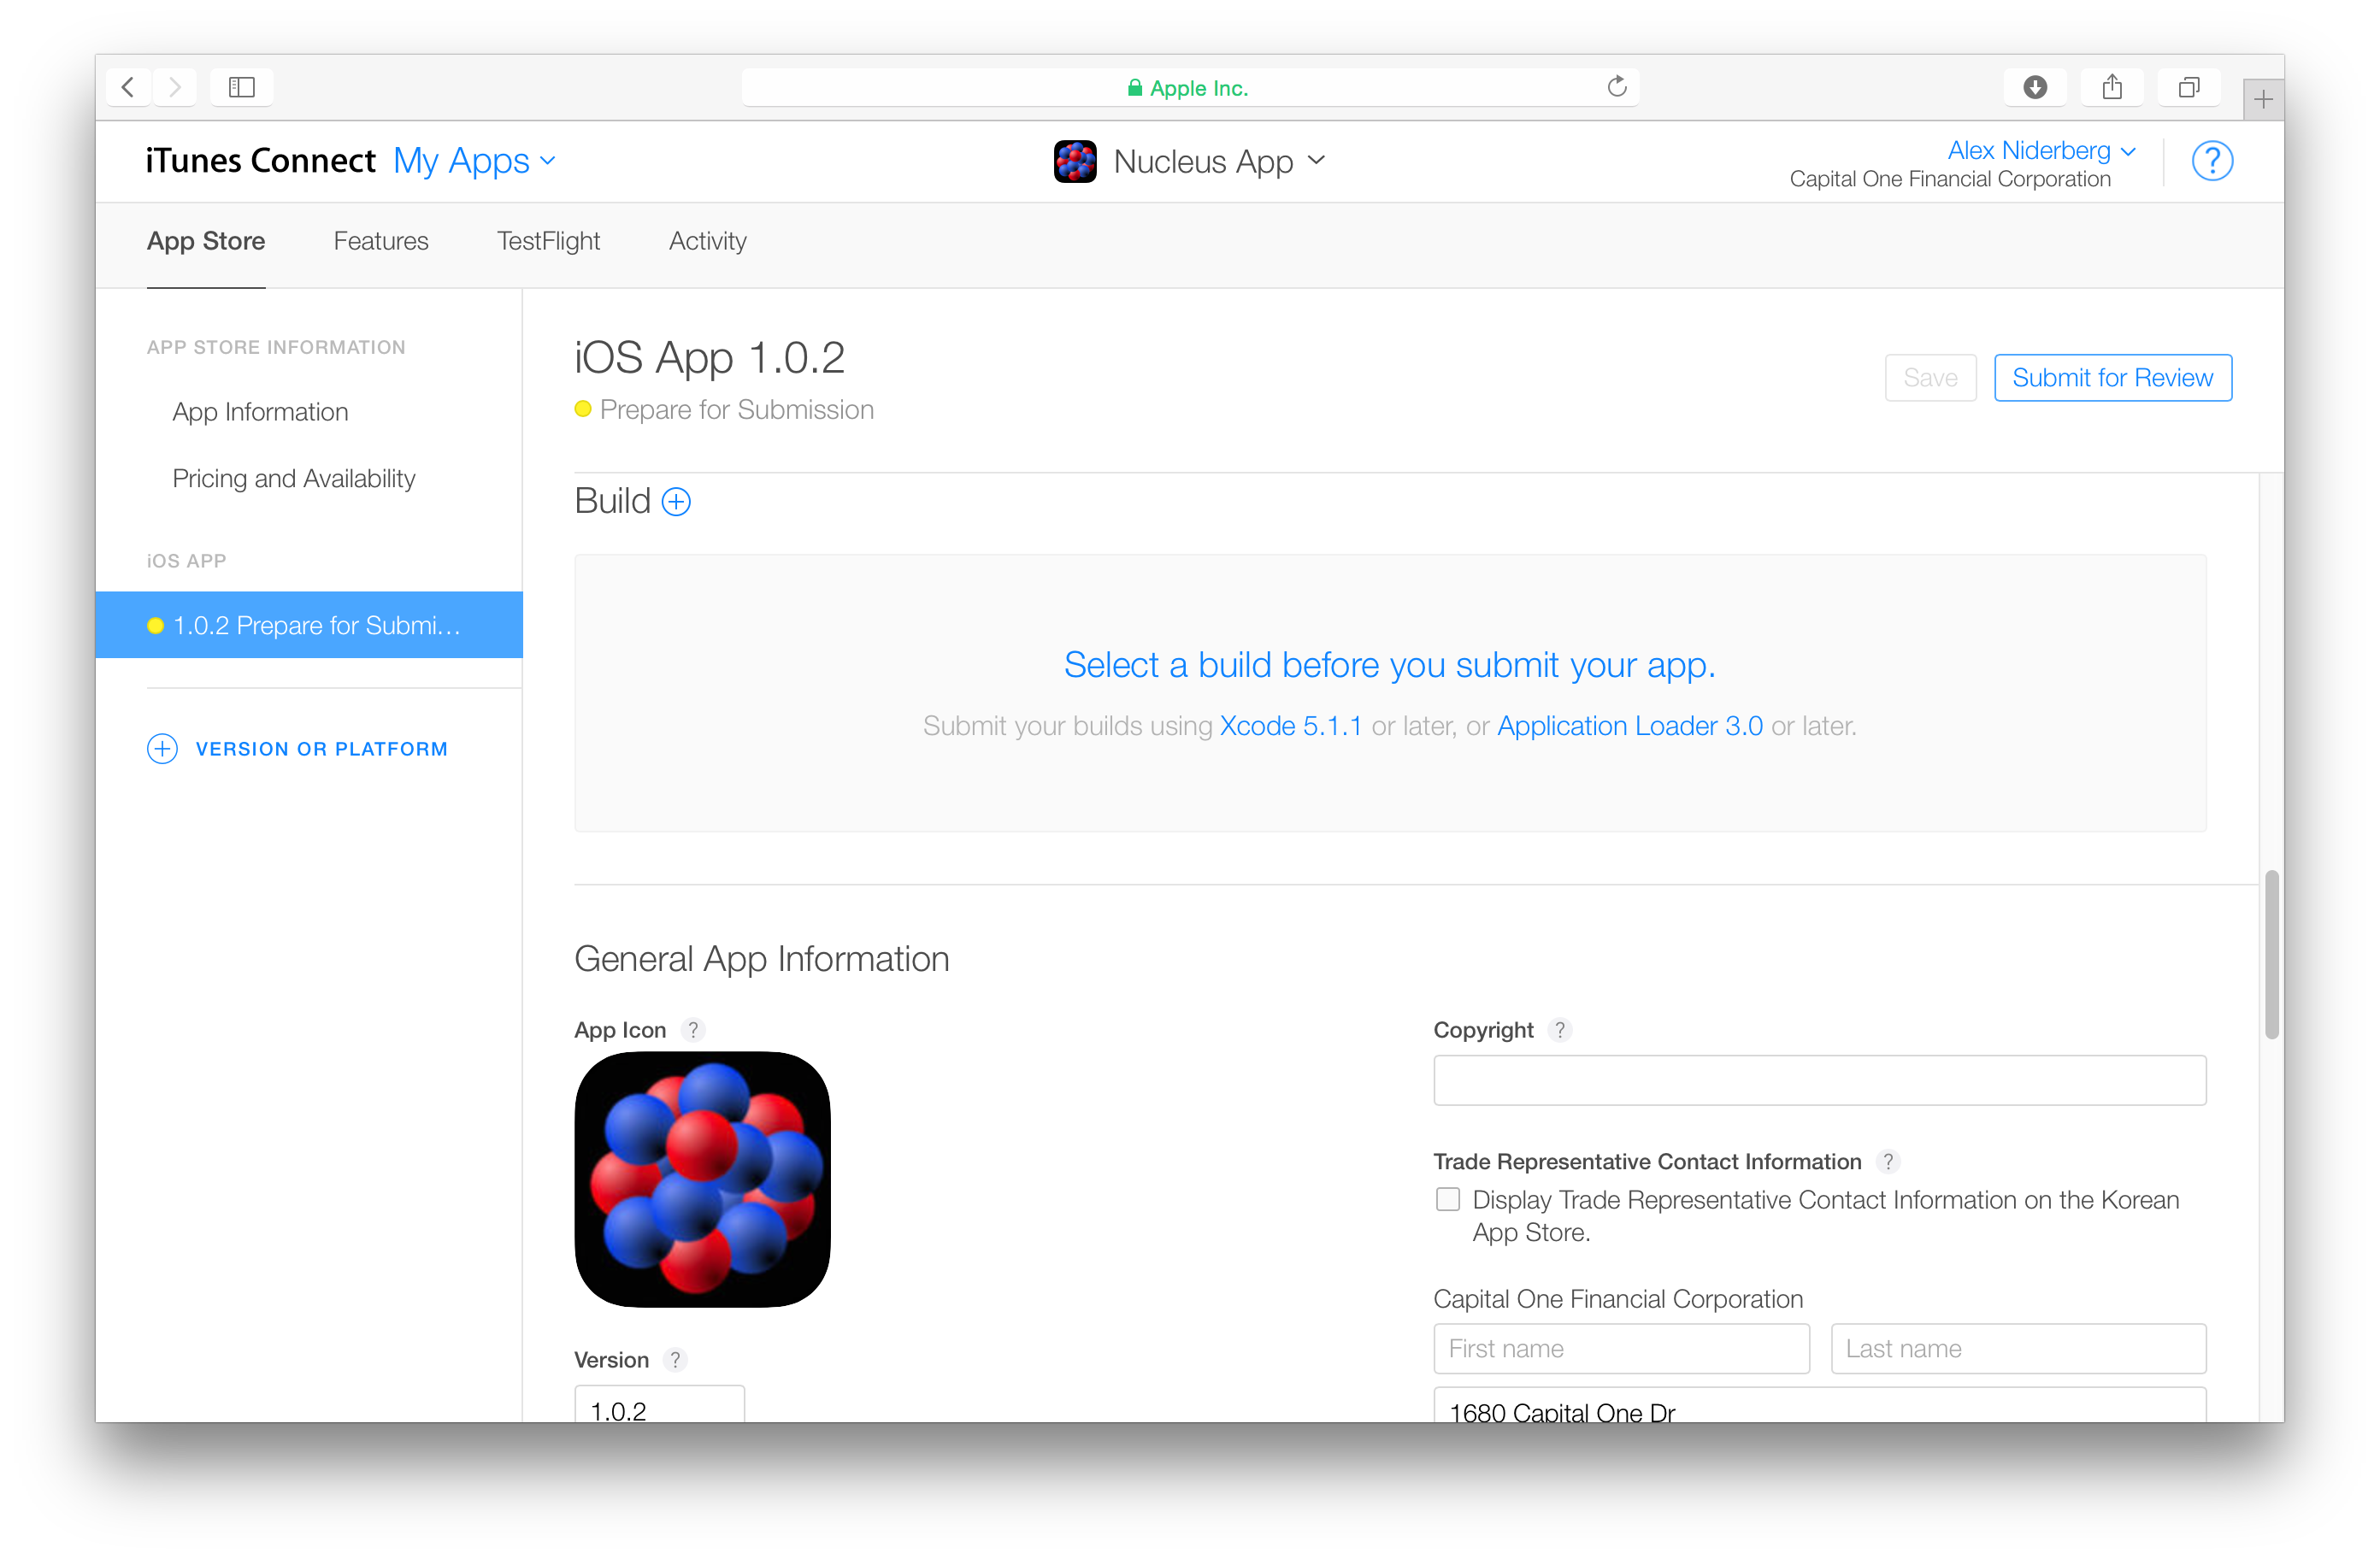 Apple Inc.
iTunes Connect My Apps
Nucleus App
Alex Niderberg
Capital One Financial Corporation
?
App Store Features TestFlight Activity
APP STORE INFORMATION
App Information
Pricing and Availability
iOS APP
1.0.2 Prepare for Submi...
VERSION OR PLATFORM
iOS App 1.0.2
Prepare for Submission
Save
Submit for Review
Build
Select a build before you submit your app.
Submit your builds using Xcode 5.1.1 or later, or Application Loader 3.0 or later.
General App Information
App Icon ?
Version ?
1.0.2
Copyright ?
Trade Representative Contact Information ?
Display Trade Representative Contact Information on the Korean
App Store.
Capital One Financial Corporation
First name
Last name
1680 Capital One Dr